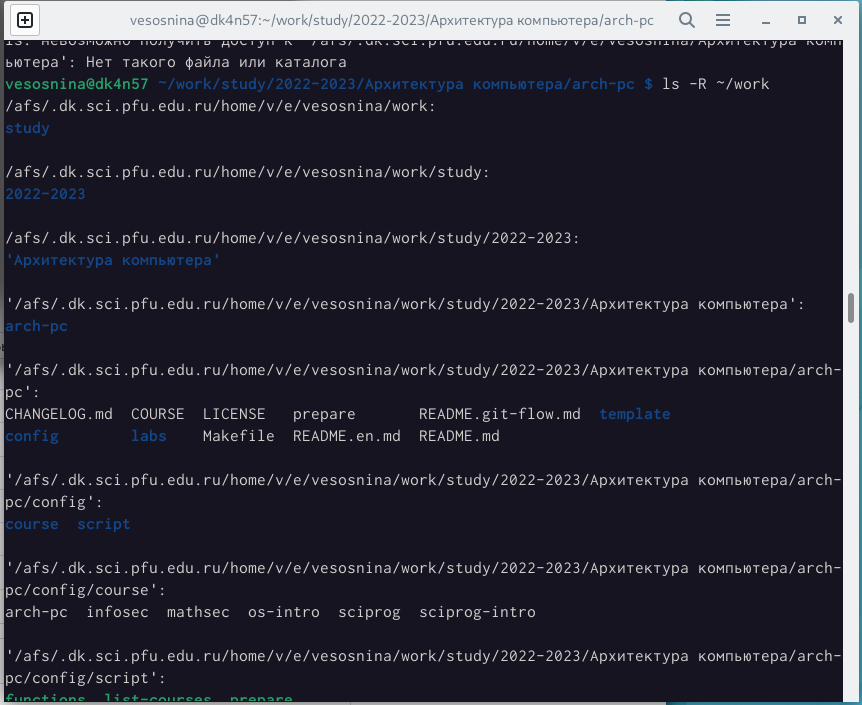 vesosnina@dk4n57:~/work/study/2022-2023/Архитектура компьютера/arch-pc
ls: невозможно получить доступ к '/afs/.dk.sci.pfu.edu.ru/home/v/e/vesosnina/Архитектура комп
ьютера': Нет такого файла или каталога
vesosnina@dk4n57 ~/work/study/2022-2023/Архитектура компьютера/arch-pc $ ls -R ~/work
/afs/.dk.sci.pfu.edu.ru/home/v/e/vesosnina/work:
study
/afs/.dk.sci.pfu.edu.ru/home/v/e/vesosnina/work/study:
2022-2023
/afs/.dk.sci.pfu.edu.ru/home/v/e/vesosnina/work/study/2022-2023:
'Архитектура компьютера'
'/afs/.dk.sci.pfu.edu.ru/home/v/e/vesosnina/work/study/2022-2023/Архитектура компьютера':
arch-pc
'/afs/.dk.sci.pfu.edu.ru/home/v/e/vesosnina/work/study/2022-2023/Архитектура компьютера/arch-
pc':
CHANGELOG.md COURSE LICENSE prepare README.git-flow.md template
config labs Makefile README.en.md README.md
'/afs/.dk.sci.pfu.edu.ru/home/v/e/vesosnina/work/study/2022-2023/Архитектура компьютера/arch-
pc/config':
course script
'/afs/.dk.sci.pfu.edu.ru/home/v/e/vesosnina/work/study/2022-2023/Архитектура компьютера/arch-
pc/config/course':
arch-pc infosec mathsec os-intro sciprog sciprog-intro
'/afs/.dk.sci.pfu.edu.ru/home/v/e/vesosnina/work/study/2022-2023/Архитектура компьютера/arch-
pc/config/script':
functions list-courses prepare